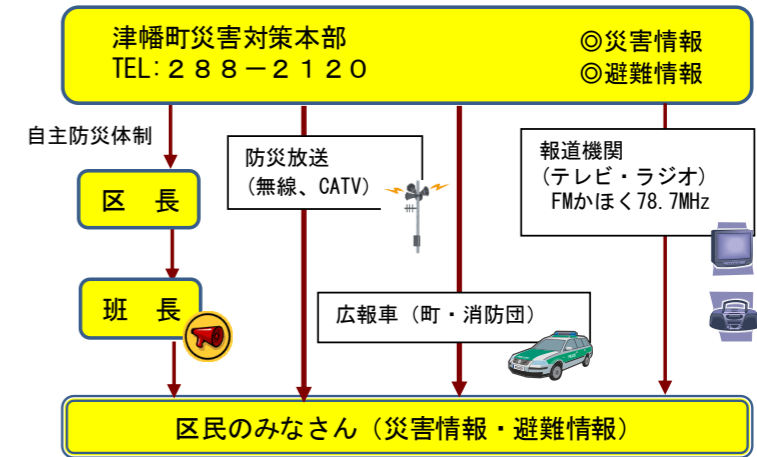 津幡町災害対策本部
TEL:２８８－２１２０
◎災害情報
◎避難情報
自主防災体制
区　長
班　長
防災放送
(無線、CATV)
広報車（町・消防団）
報道機関
(テレビ・ラジオ)
FMかほく78.7MHz
区民のみなさん（災害情報・避難情報）